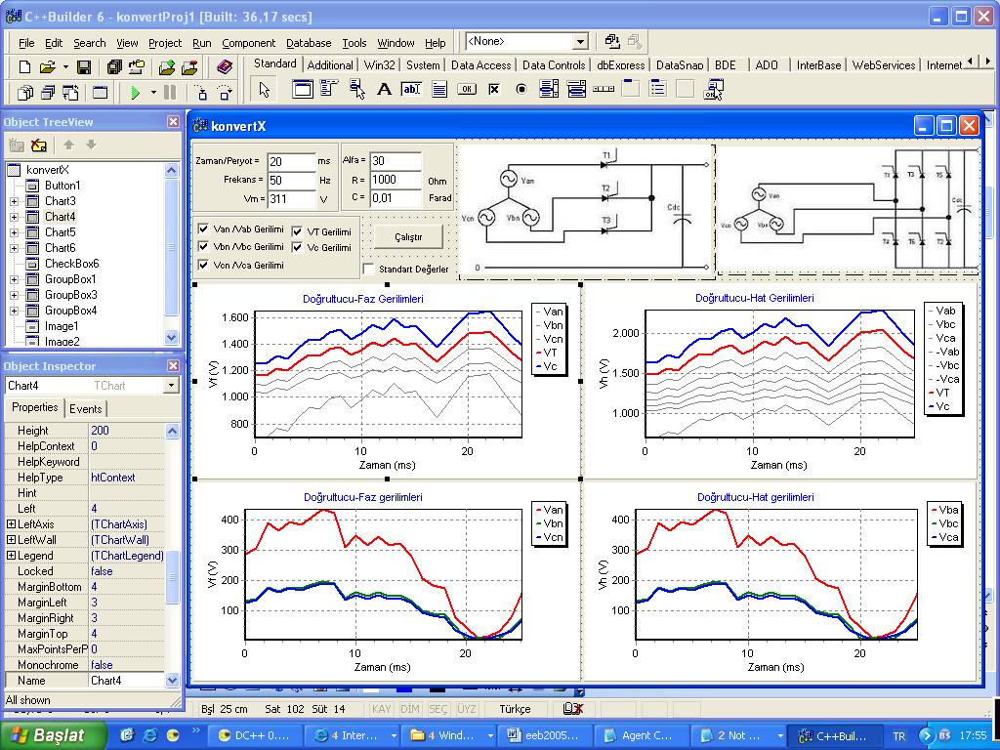 C++Builder 6 - konvertProj1 [Built: 36,17 secs]
File Edit Search View Project Run Component Database Tools Window Help <None>
Standard Additional Win32 System Data Access Data Controls dbExpress DataSnap BDE ADO InterBase WebServices Internet
Object TreeView
konvertX
Button1
Chart3
Chart4
Chart5
Chart6
CheckBox6
GroupBox1
GroupBox3
GroupBox4
Image1
Image2
Object Inspector
Chart4 TChart
Properties Events
Height 200
HelpContext 0
HelpKeyword
HelpType htContext
Hint
Left 4
LeftAxis (TChartAxis)
LeftWall (TChartWall)
Legend (TChartLegend)
Locked false
MarginBottom 4
MarginLeft 3
MarginRight 3
MarginTop 4
MaxPointsPerP 0
Monochrome false
Name Chart4
All shown
konvertX
Zaman/Peryot = 20 ms
Frekans = 50 Hz
Vm = 311 V
Alfa = 30
R = 1000 Ohm
C = 0,01 Farad
Van /Vab Gerilimi VT Gerilimi
Vbn /Vbc Gerilimi Vc Gerilimi
Vcn /Vca Gerilimi
Çalıştır
Standart Değerler
T1
Van
T2
Vcn Vbn
T3
Cdc
0
T1 T3 T5
Van
Cdc
Vcn Vbn
T4 T6 T2
Doğrultucu-Faz Gerilimleri
Vf (V)
1.600
1.400
1.200
1.000
800
0 10 20
Zaman (ms)
Van
Vbn
Vcn
VT
Vc
Doğrultucu-Hat Gerilimleri
Vh (V)
2.000
1.500
1.000
0 10 20
Zaman (ms)
Vab
Vbc
Vca
-Vab
-Vbc
-Vca
VT
Vc
Doğrultucu-Faz gerilimleri
Vf (V)
400
300
200
100
0 10 20
Zaman (ms)
Van
Vbn
Vcn
Doğrultucu-Hat gerilimleri
Vh (V)
400
300
200
100
0 10 20
Zaman (ms)
Vba
Vbc
Vca
Bşl 25 cm Sat 102 Süt 14 KAY DİM SEÇ ÜYZ Türkçe
Başlat DC++ 0.... 4 Inter... 4 Wind... eeb2005... Agent C... 2 Not ... C++Buil... TR BS 17:55